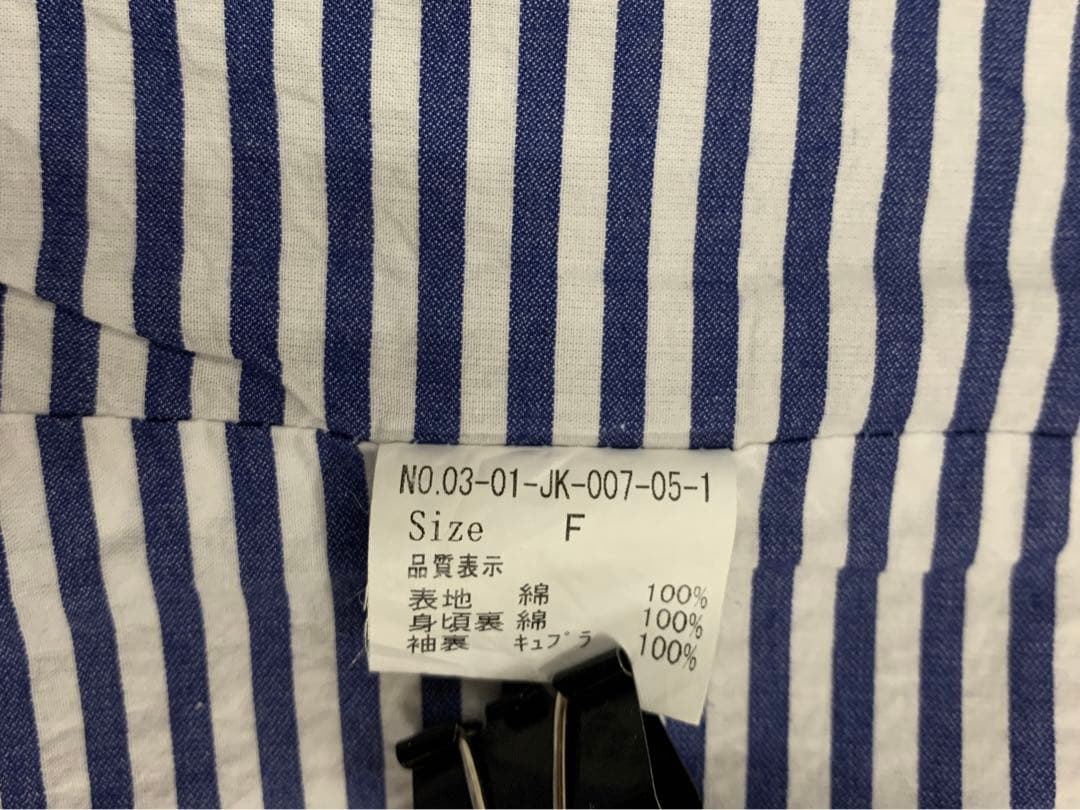 NO.03-01-JK-007-05-1
Size F
品質表示
表地 綿 100%
身頃裏 綿 100%
袖裏 ｷｭﾌﾟﾗ 100%